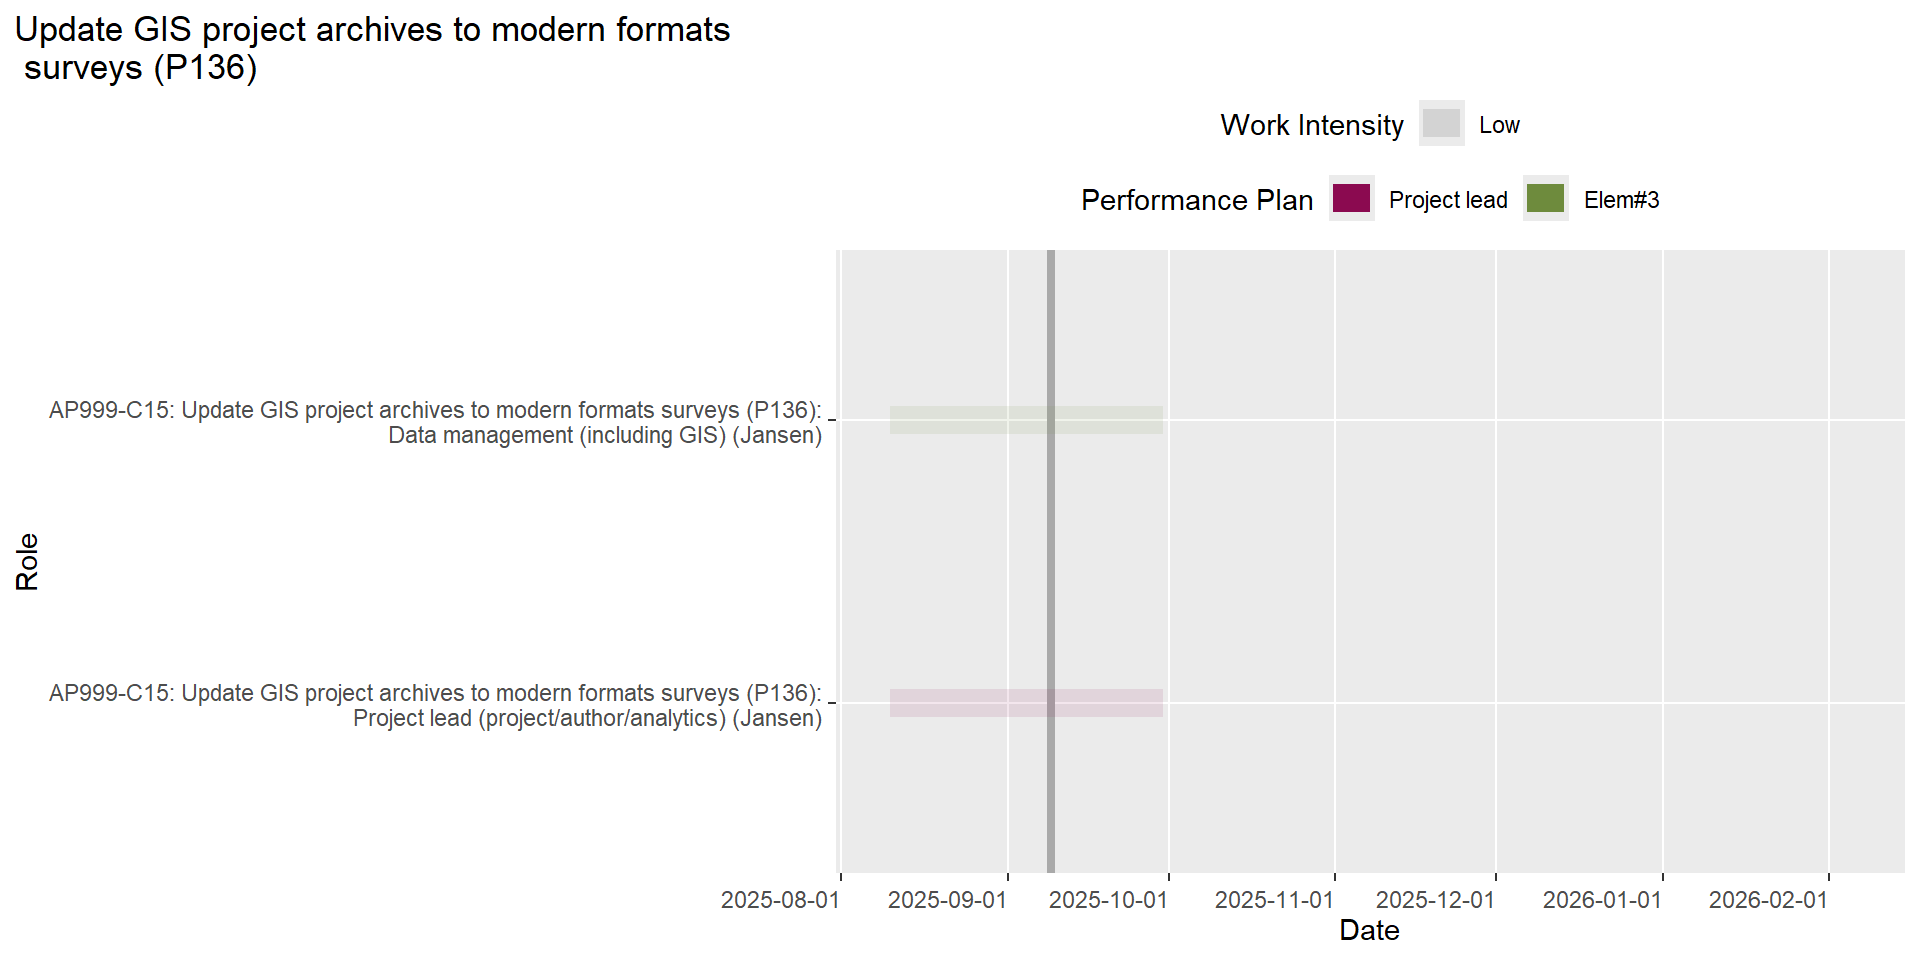 Update GIS project archives to modern formats
surveys (P136)
Work Intensity Low
Performance Plan Project lead Elem#3
AP999-C15: Update GIS project archives to modern formats surveys (P136):
Data management (including GIS) (Jansen)
Role
AP999-C15: Update GIS project archives to modern formats surveys (P136):
Project lead (project/author/analytics) (Jansen)
2025-08-01 2025-09-01 2025-10-01 2025-11-01 2025-12-01 2026-01-01 2026-02-01
Date